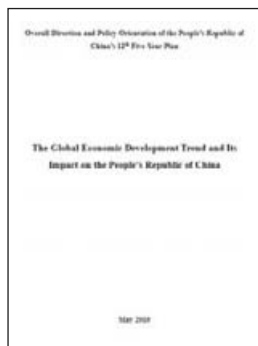 Overall Direction and Policy Orientation of the People's Republic of
China's 12th Five Year Plan
The Global Economic Development Trend and Its
Impact on the People's Republic of China
May 2010